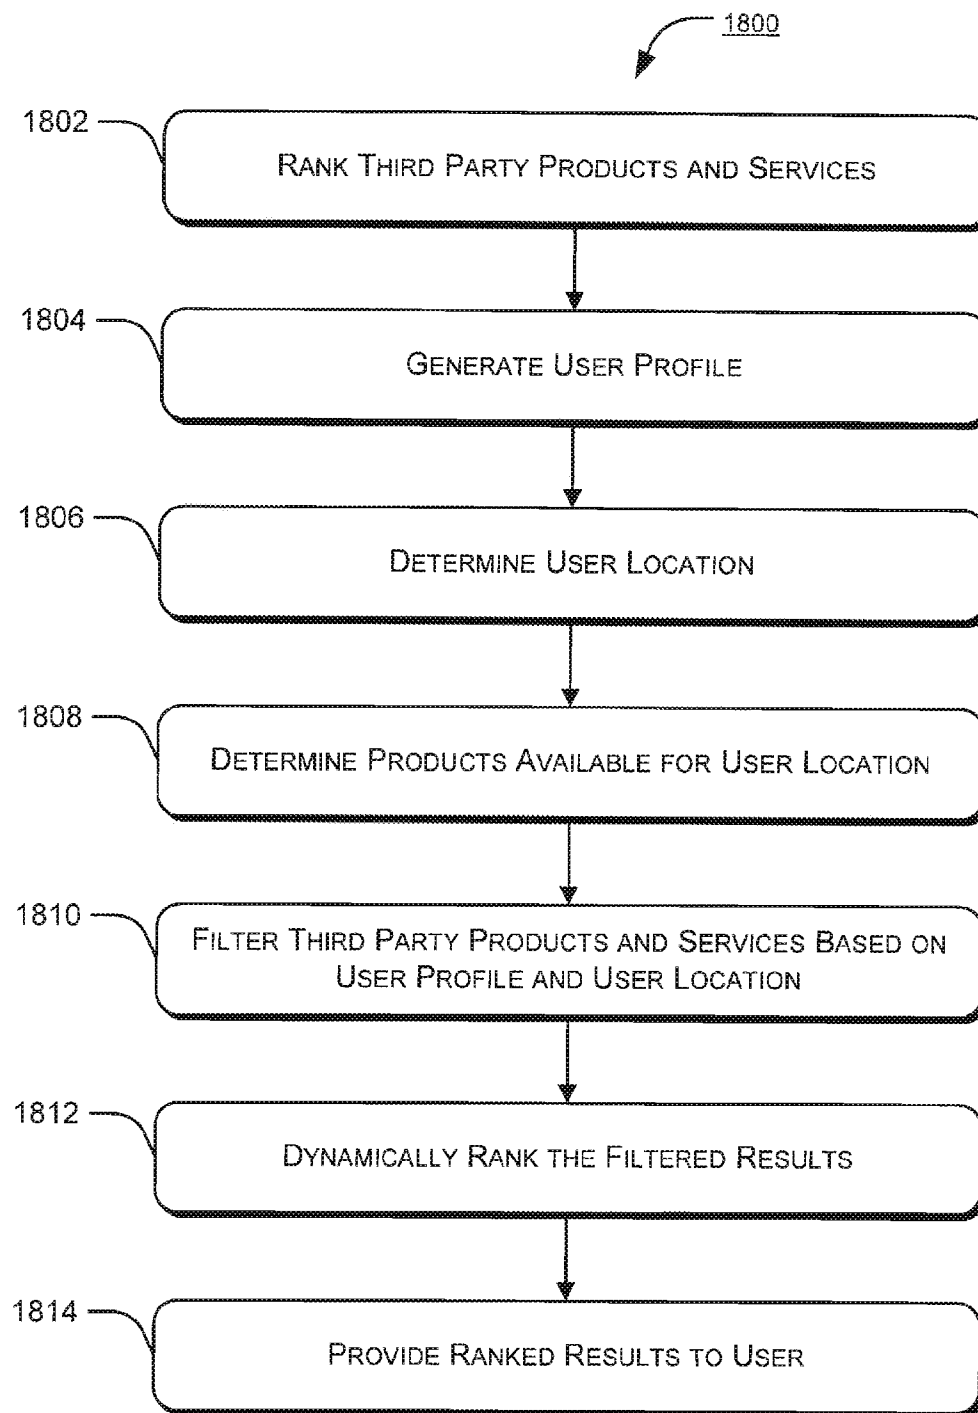 1800
1802
RANK THIRD PARTY PRODUCTS AND SERVICES
1804
GENERATE USER PROFILE
1806
DETERMINE USER LOCATION
1808
DETERMINE PRODUCTS AVAILABLE FOR USER LOCATION
1810
FILTER THIRD PARTY PRODUCTS AND SERVICES BASED ON
USER PROFILE AND USER LOCATION
1812
DYNAMICALLY RANK THE FILTERED RESULTS
1814
PROVIDE RANKED RESULTS TO USER